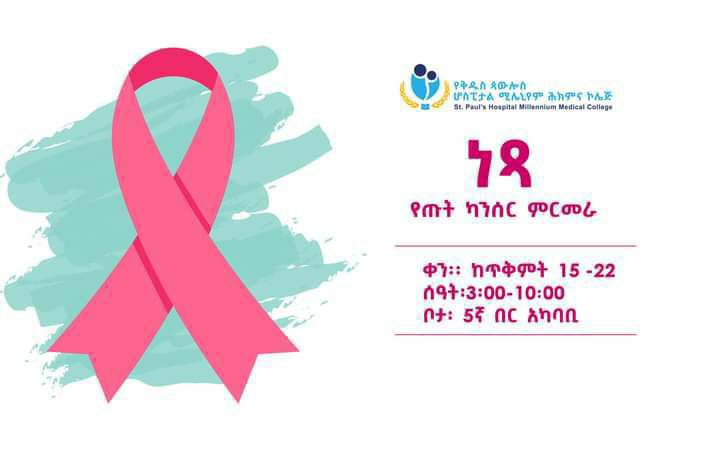 የቅዱስ ጳውሎስ
ሆስፒታል ሚሌኒየም ሕክምና ኮሌጅ
St. Paul's Hospital Millennium Medical College
ነጻ
የጡት ካንሰር ምርመራ
ቀን፡፡ ከጥቅምት 15 -22
ሰዓት፡3፡00-10፡00
ቦታ፡ 5ኛ በር አካባቢ